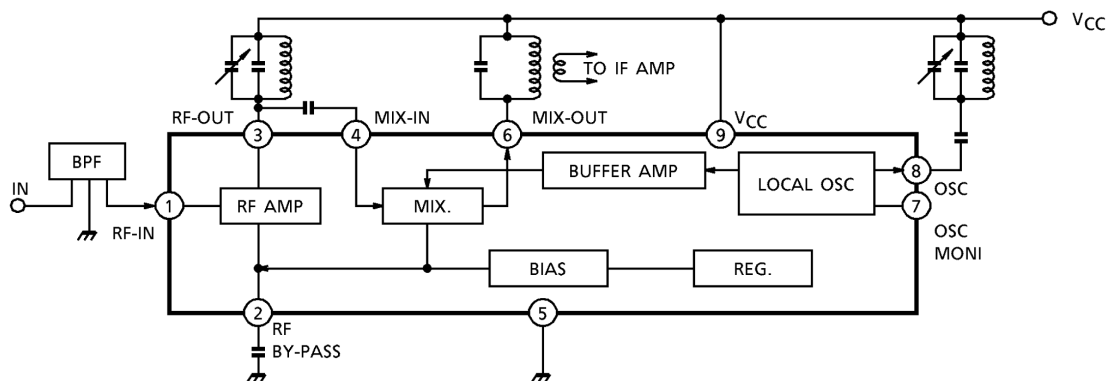 VCC
TO IF AMP
RF-OUT
3
4
MIX-IN
6
MIX-OUT
9
VCC
BPF
IN
1
RF-IN
RF AMP
MIX.
BUFFER AMP
LOCAL OSC
8
OSC
7
OSC
MONI
BIAS
REG.
2
RF
BY-PASS
5